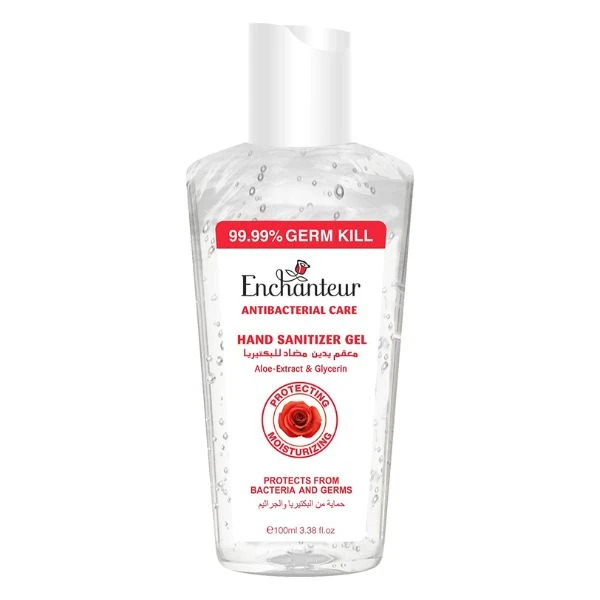 99.99% GERM KILL
Enchanteur
ANTIBACTERIAL CARE
HAND SANITIZER GEL
معقم يدين مضاد للبكتيريا
Aloe-Extract & Glycerin
PROTECTING
MOISTURIZING
PROTECTS FROM
BACTERIA AND GERMS
حماية من البكتيريا والجراثيم
℮100ml 3.38 fl.oz